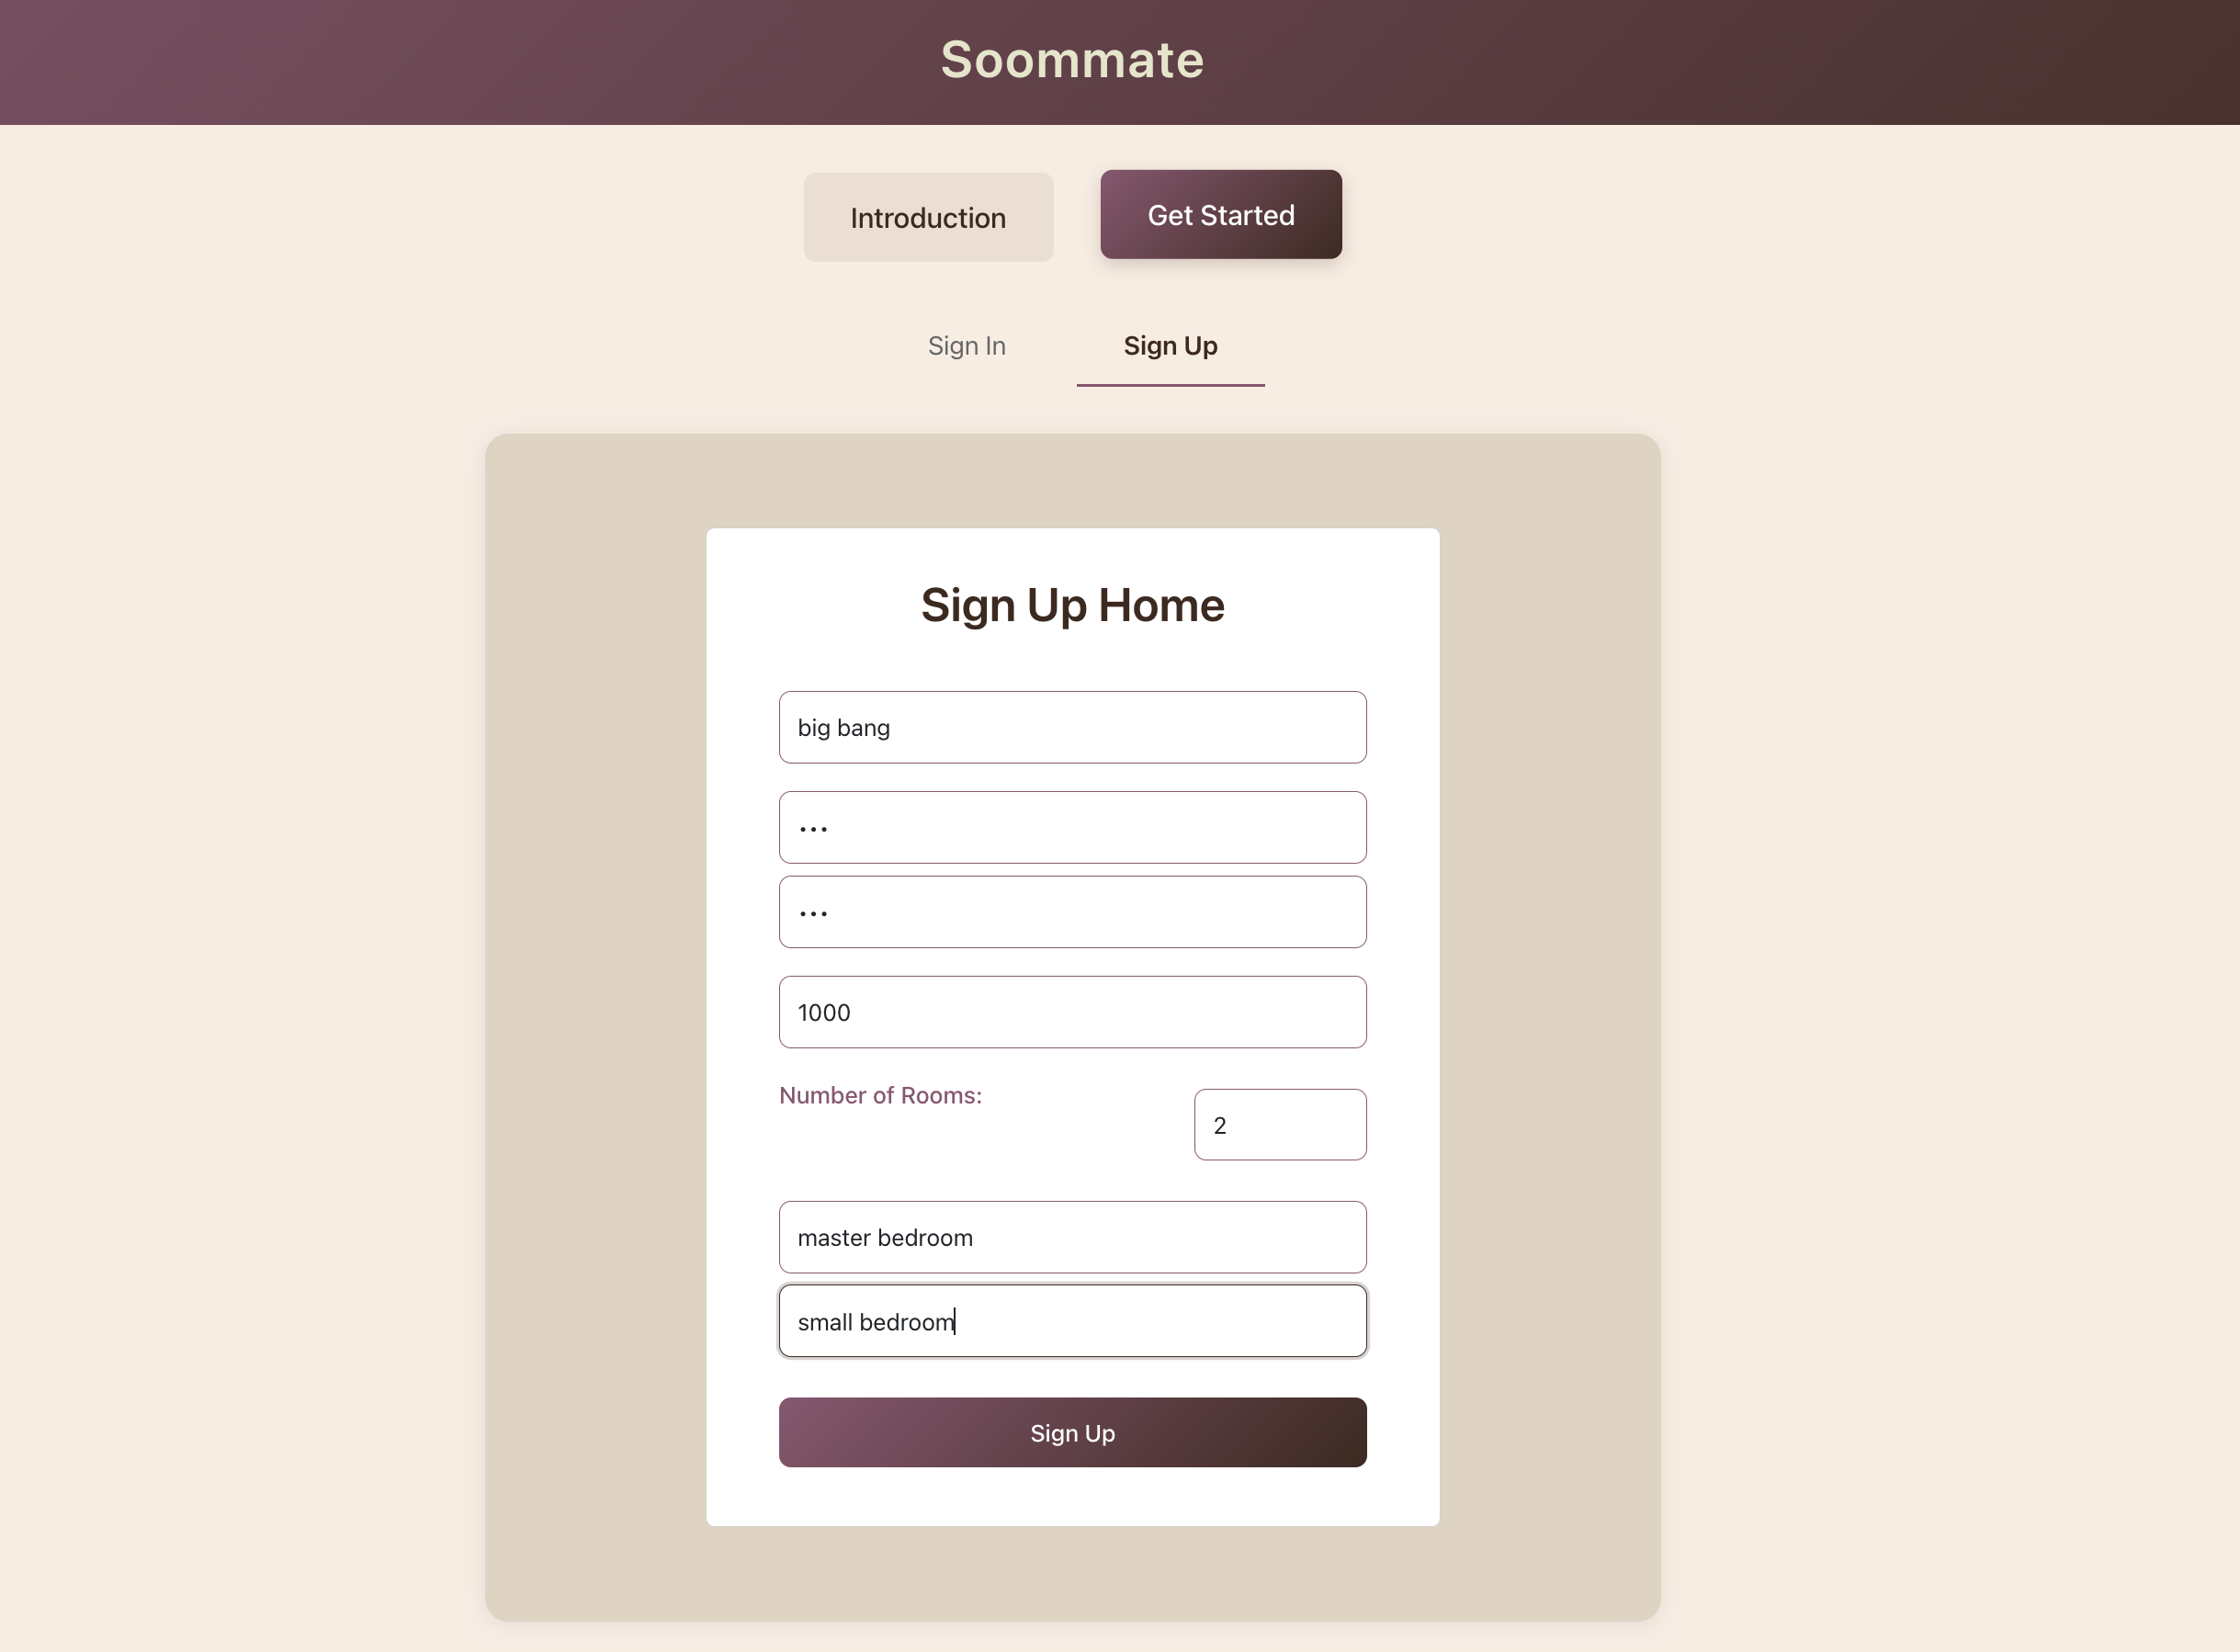 Soommate
Introduction
Get Started
Sign In
Sign Up
Sign Up Home
big bang
•••
•••
1000
Number of Rooms:
2
master bedroom
small bedroom
Sign Up